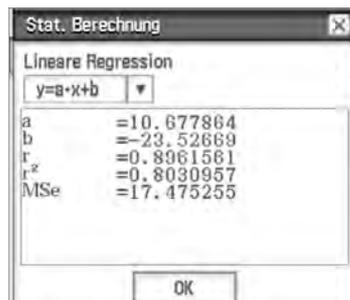 Stat. Berechnung
Lineare Regression
y=a•x+b
a =10.677864
b =-23.52669
r =0.8961561
r² =0.8030957
MSe =17.475255
OK